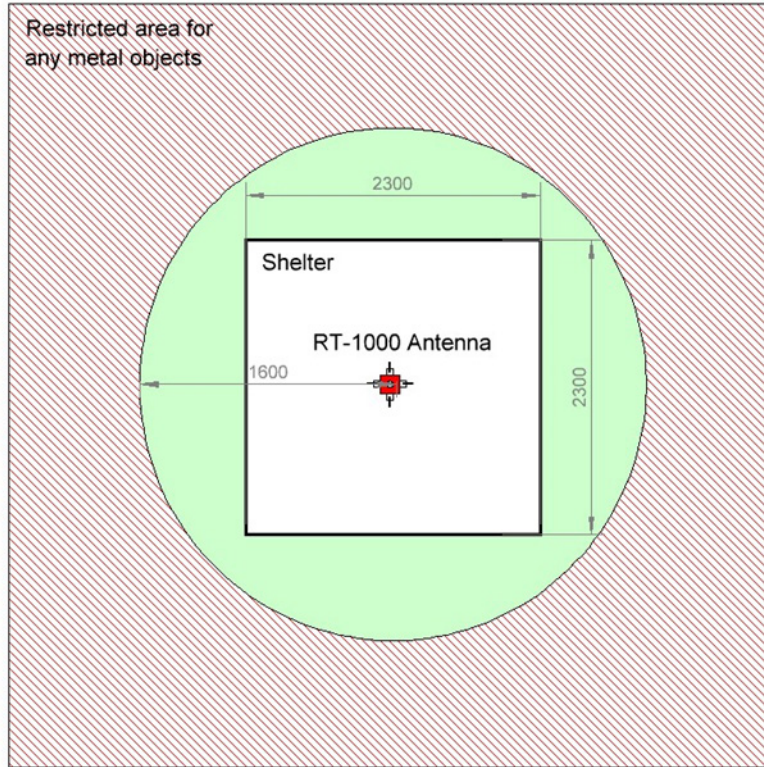 Restricted area for
any metal objects
2300
Shelter
RT-1000 Antenna
1600
2300